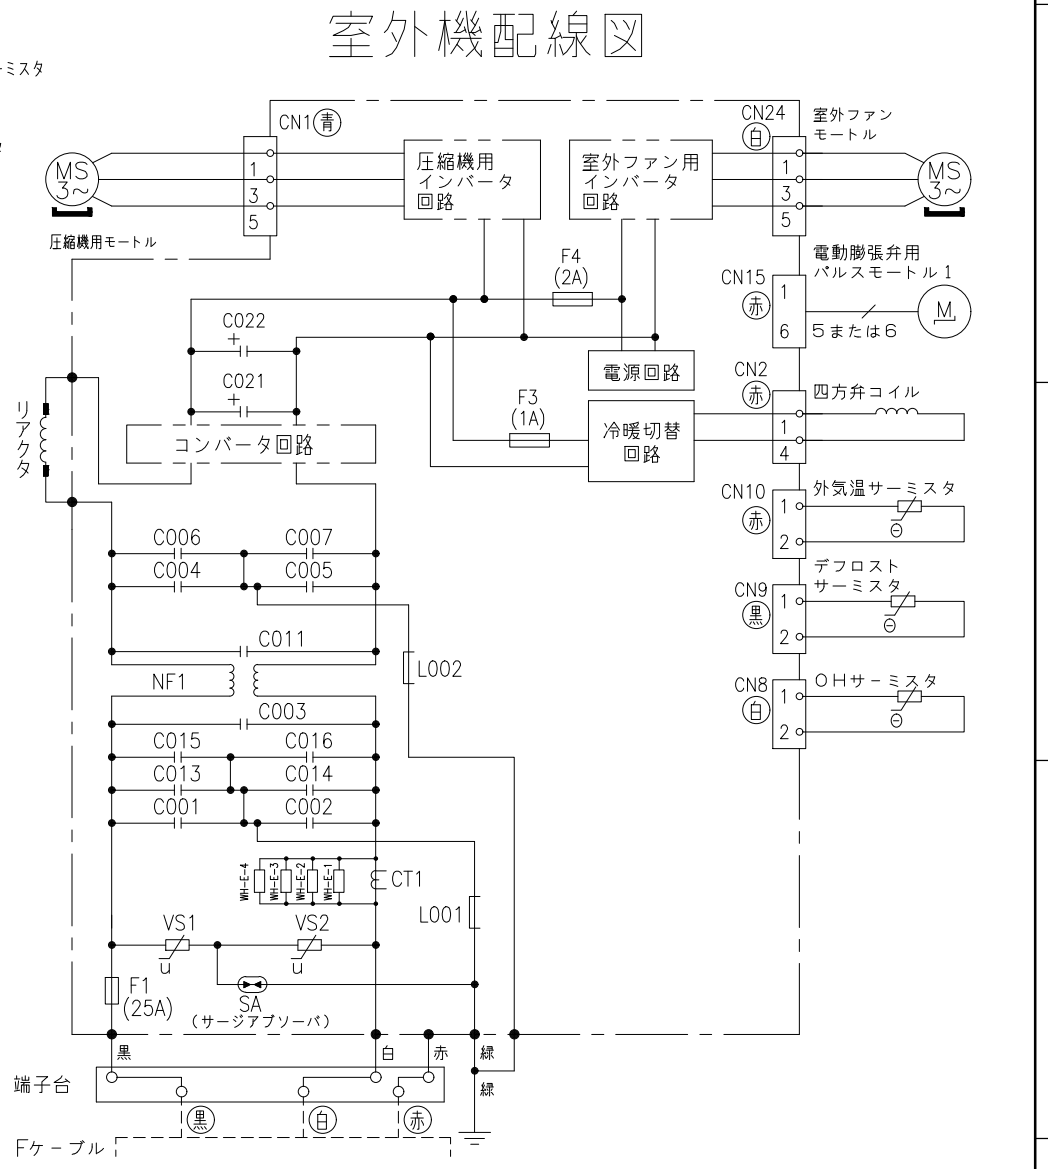 室外機配線図
ーミスタ
CN1 青
CN24
白
室外ファン
モートル
MS
3～
1
3
5
圧縮機用
インバータ
回路
室外ファン用
インバータ
回路
1
3
5
MS
3～
圧縮機用モートル
F4
(2A)
電動膨張弁用
パルスモートル1
CN15
赤
1
6
5または6
M
C022
+
C021
+
電源回路
CN2
赤
四方弁コイル
1
4
リアクタ
F3
(1A)
冷暖切替
回路
コンバータ回路
CN10
赤
外気温サーミスタ
1
2
θ
C006
C007
C004
C005
CN9
黒
デフロスト
サーミスタ
1
2
θ
C011
L002
NF1
CN8
白
OHサーミスタ
1
2
θ
C003
C015
C016
C013
C014
C001
C002
WH-E-4
WH-E-3
WH-E-2
WH-E-1
CT1
L001
VS1
VS2
u
u
F1
(25A)
SA
(サージアブソーバ)
黒
白
赤
緑
端子台
緑
黒
白
赤
Fケーブル